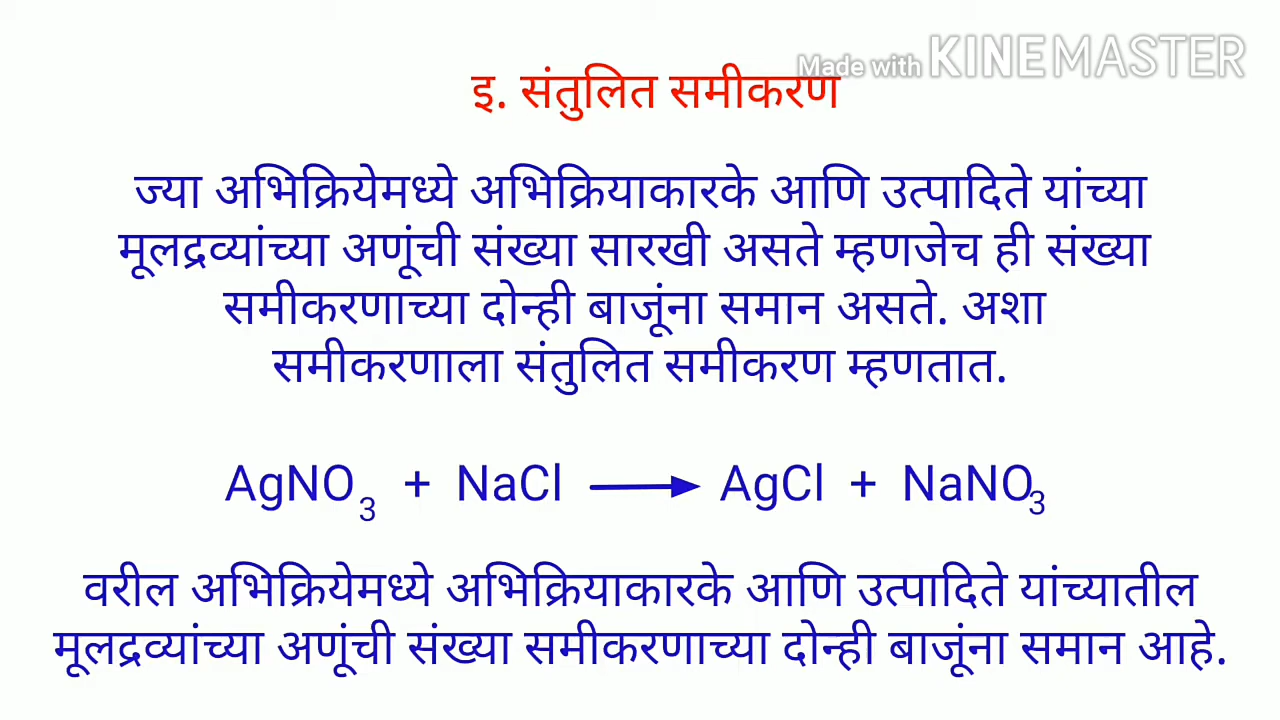 Made with KINEMASTER
इ. संतुलित समीकरण
ज्या अभिक्रियेमध्ये अभिक्रियाकारके आणि उत्पादिते यांच्या
मूलद्रव्यांच्या अणूंची संख्या सारखी असते म्हणजेच ही संख्या
समीकरणाच्या दोन्ही बाजूंना समान असते. अशा
समीकरणाला संतुलित समीकरण म्हणतात.
AgNO₃ + NaCl ⟶ AgCl + NaNO₃
वरील अभिक्रियेमध्ये अभिक्रियाकारके आणि उत्पादिते यांच्यातील
मूलद्रव्यांच्या अणूंची संख्या समीकरणाच्या दोन्ही बाजूंना समान आहे.